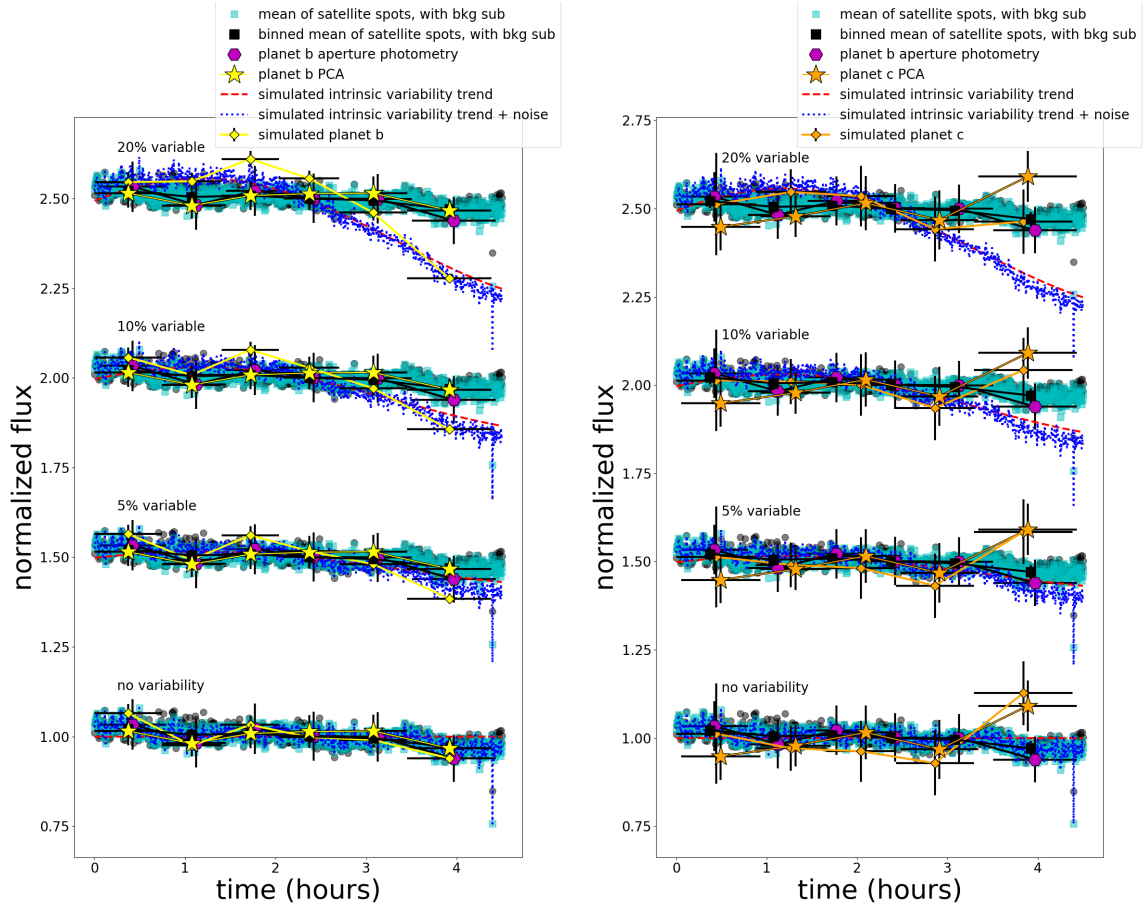 mean of satellite spots, with bkg sub
binned mean of satellite spots, with bkg sub
planet b aperture photometry
planet b PCA
simulated intrinsic variability trend
simulated intrinsic variability trend + noise
simulated planet b
20% variable
10% variable
5% variable
no variability
2.50
2.25
2.00
1.75
1.50
1.25
1.00
0.75
normalized flux
0
1
2
3
4
time (hours)
mean of satellite spots, with bkg sub
binned mean of satellite spots, with bkg sub
planet b aperture photometry
planet c PCA
simulated intrinsic variability trend
simulated intrinsic variability trend + noise
simulated planet c
20% variable
10% variable
5% variable
no variability
2.75
2.50
2.25
2.00
1.75
1.50
1.25
1.00
0.75
normalized flux
0
1
2
3
4
time (hours)